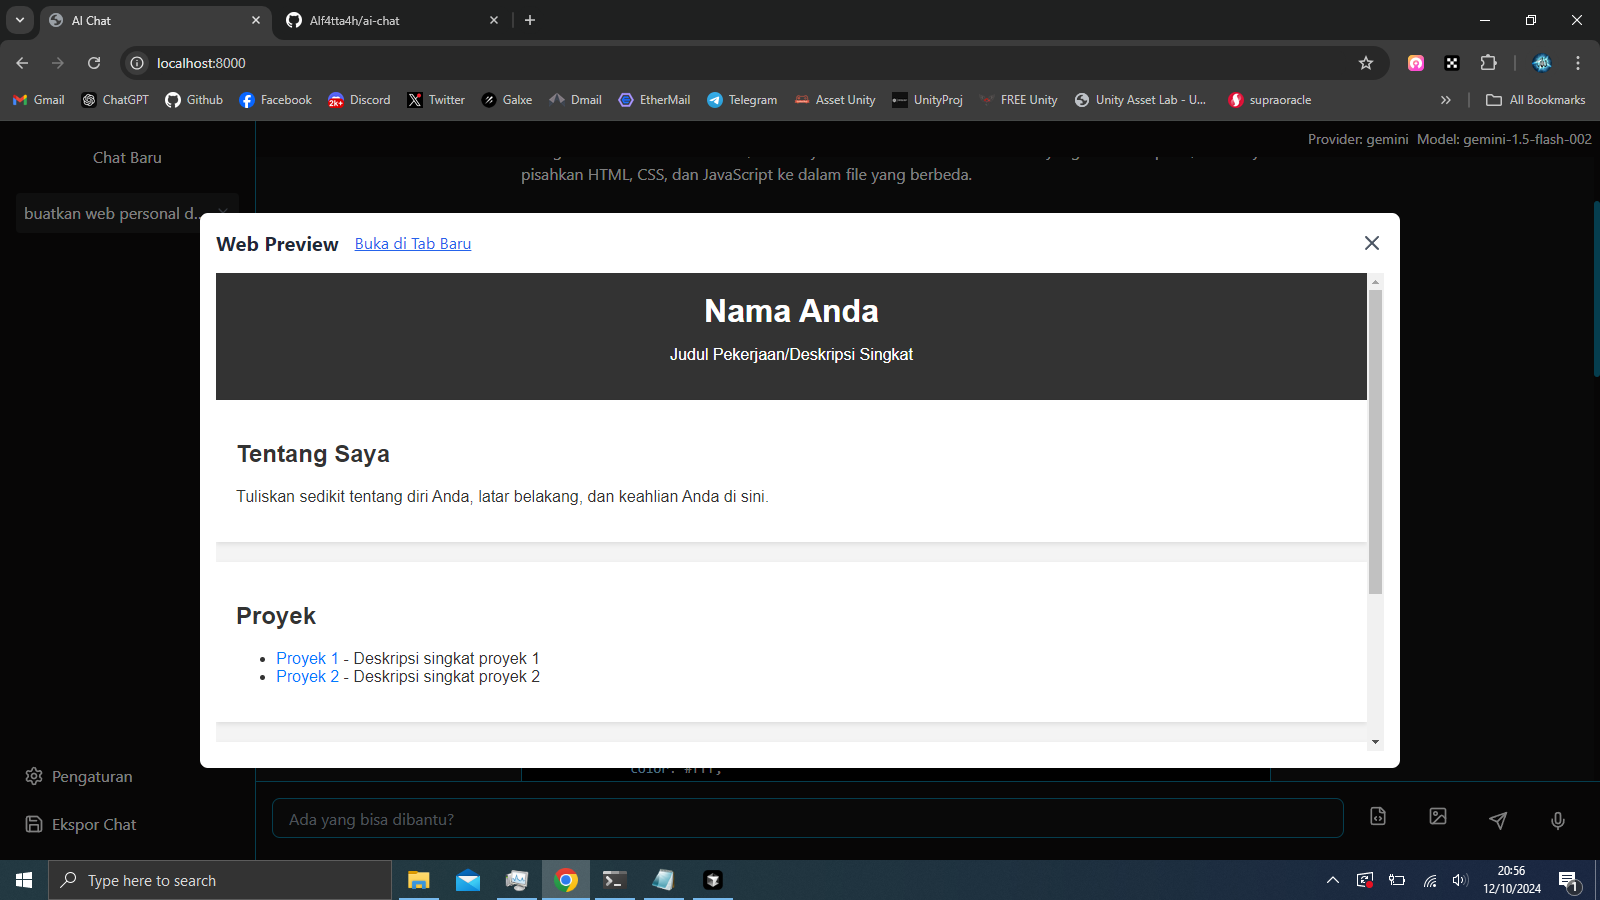 AI Chat
Alf4tta4h/ai-chat
localhost:8000
Gmail
ChatGPT
Github
Facebook
Discord
Twitter
Galxe
Dmail
EtherMail
Telegram
Asset Unity
UnityProj
FREE Unity
Unity Asset Lab - U...
supraoracle
All Bookmarks
Provider: gemini Model: gemini-1.5-flash-002
Chat Baru
buatkan web personal d...
pisahkan HTML, CSS, dan JavaScript ke dalam file yang berbeda.
Web Preview
Buka di Tab Baru
Nama Anda
Judul Pekerjaan/Deskripsi Singkat
Tentang Saya
Tuliskan sedikit tentang diri Anda, latar belakang, dan keahlian Anda di sini.
Proyek
Proyek 1 - Deskripsi singkat proyek 1
Proyek 2 - Deskripsi singkat proyek 2
color: #fff;
Pengaturan
Ekspor Chat
Ada yang bisa dibantu?
Type here to search
20:56
12/10/2024
1